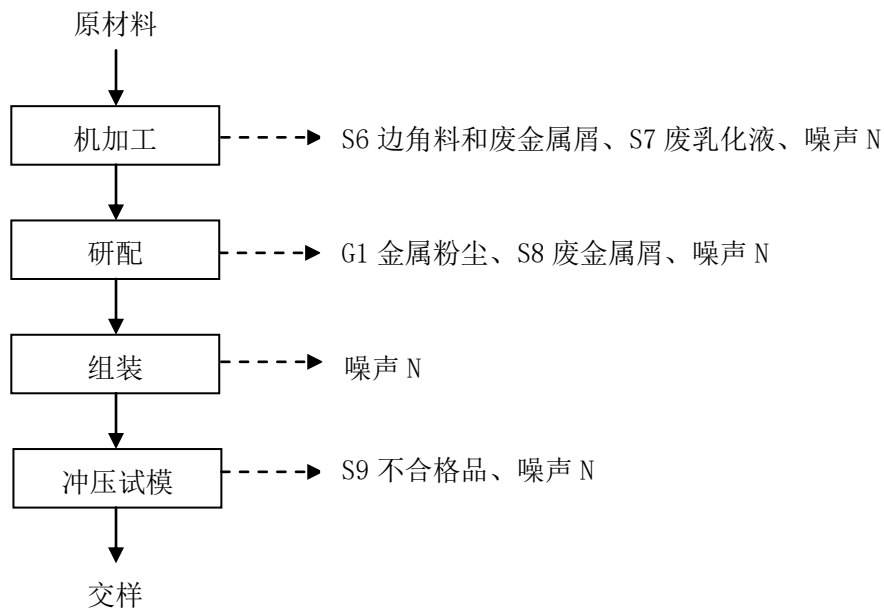 原材料
机加工
S6 边角料和废金属屑、S7 废乳化液、噪声 N
研配
G1 金属粉尘、S8 废金属屑、噪声 N
组装
噪声 N
冲压试模
S9 不合格品、噪声 N
交样